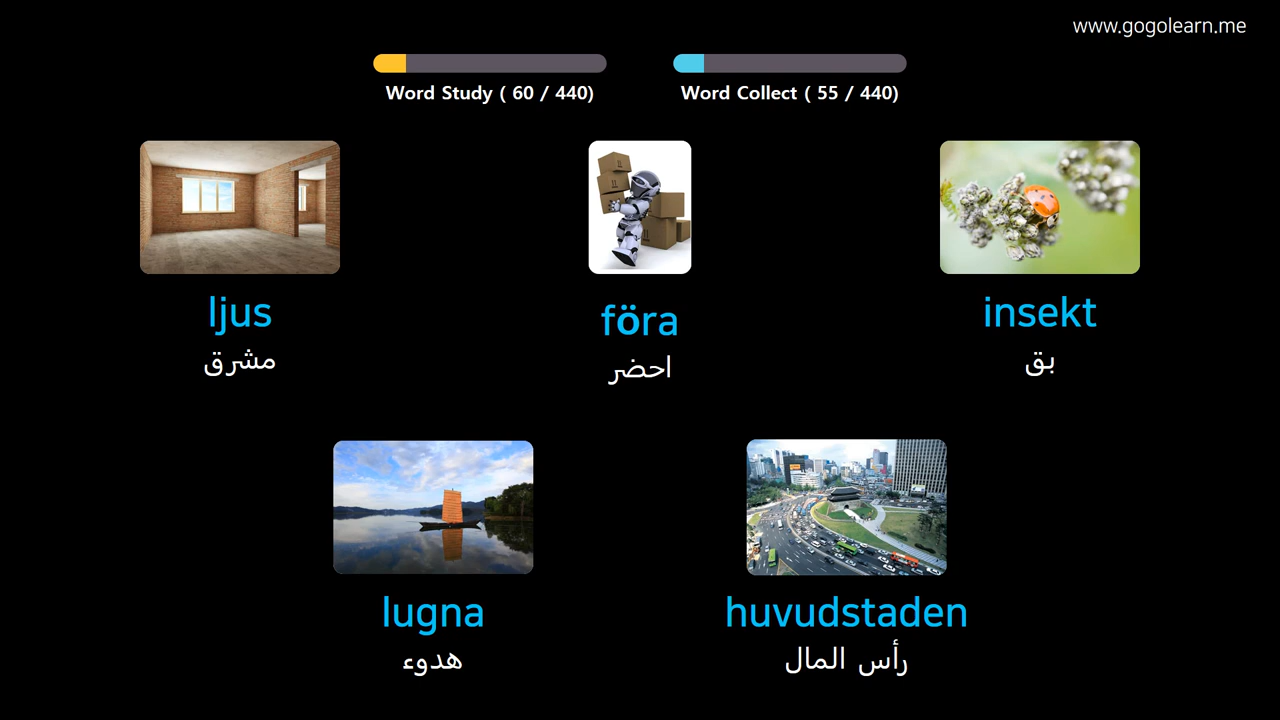 www.gogolearn.me
Word Study ( 60 / 440)
Word Collect ( 55 / 440)
ljus
مشرق
föra
احضر
insekt
بق
lugna
هدوء
huvudstaden
رأس المال